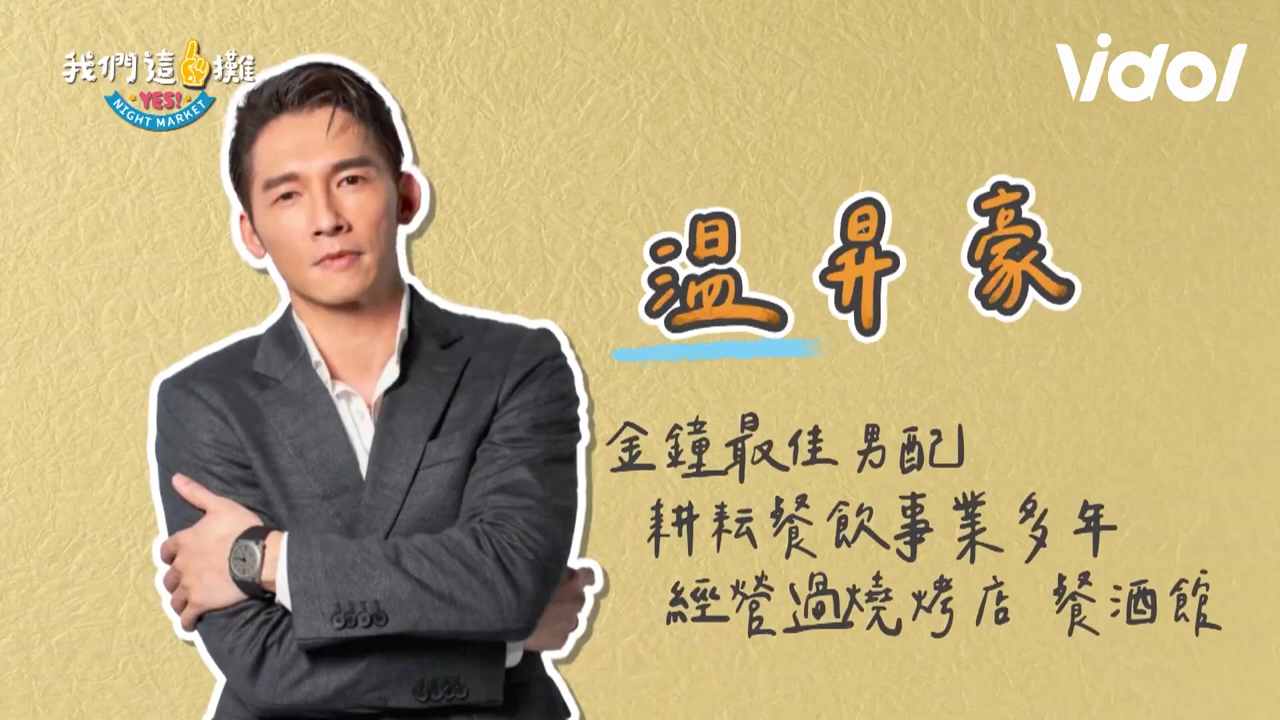 我們這攤
YES!
NIGHT MARKET
Vidol
温昇豪
金鐘最佳男配
耕耘餐飲事業多年
經營過燒烤店 餐酒館